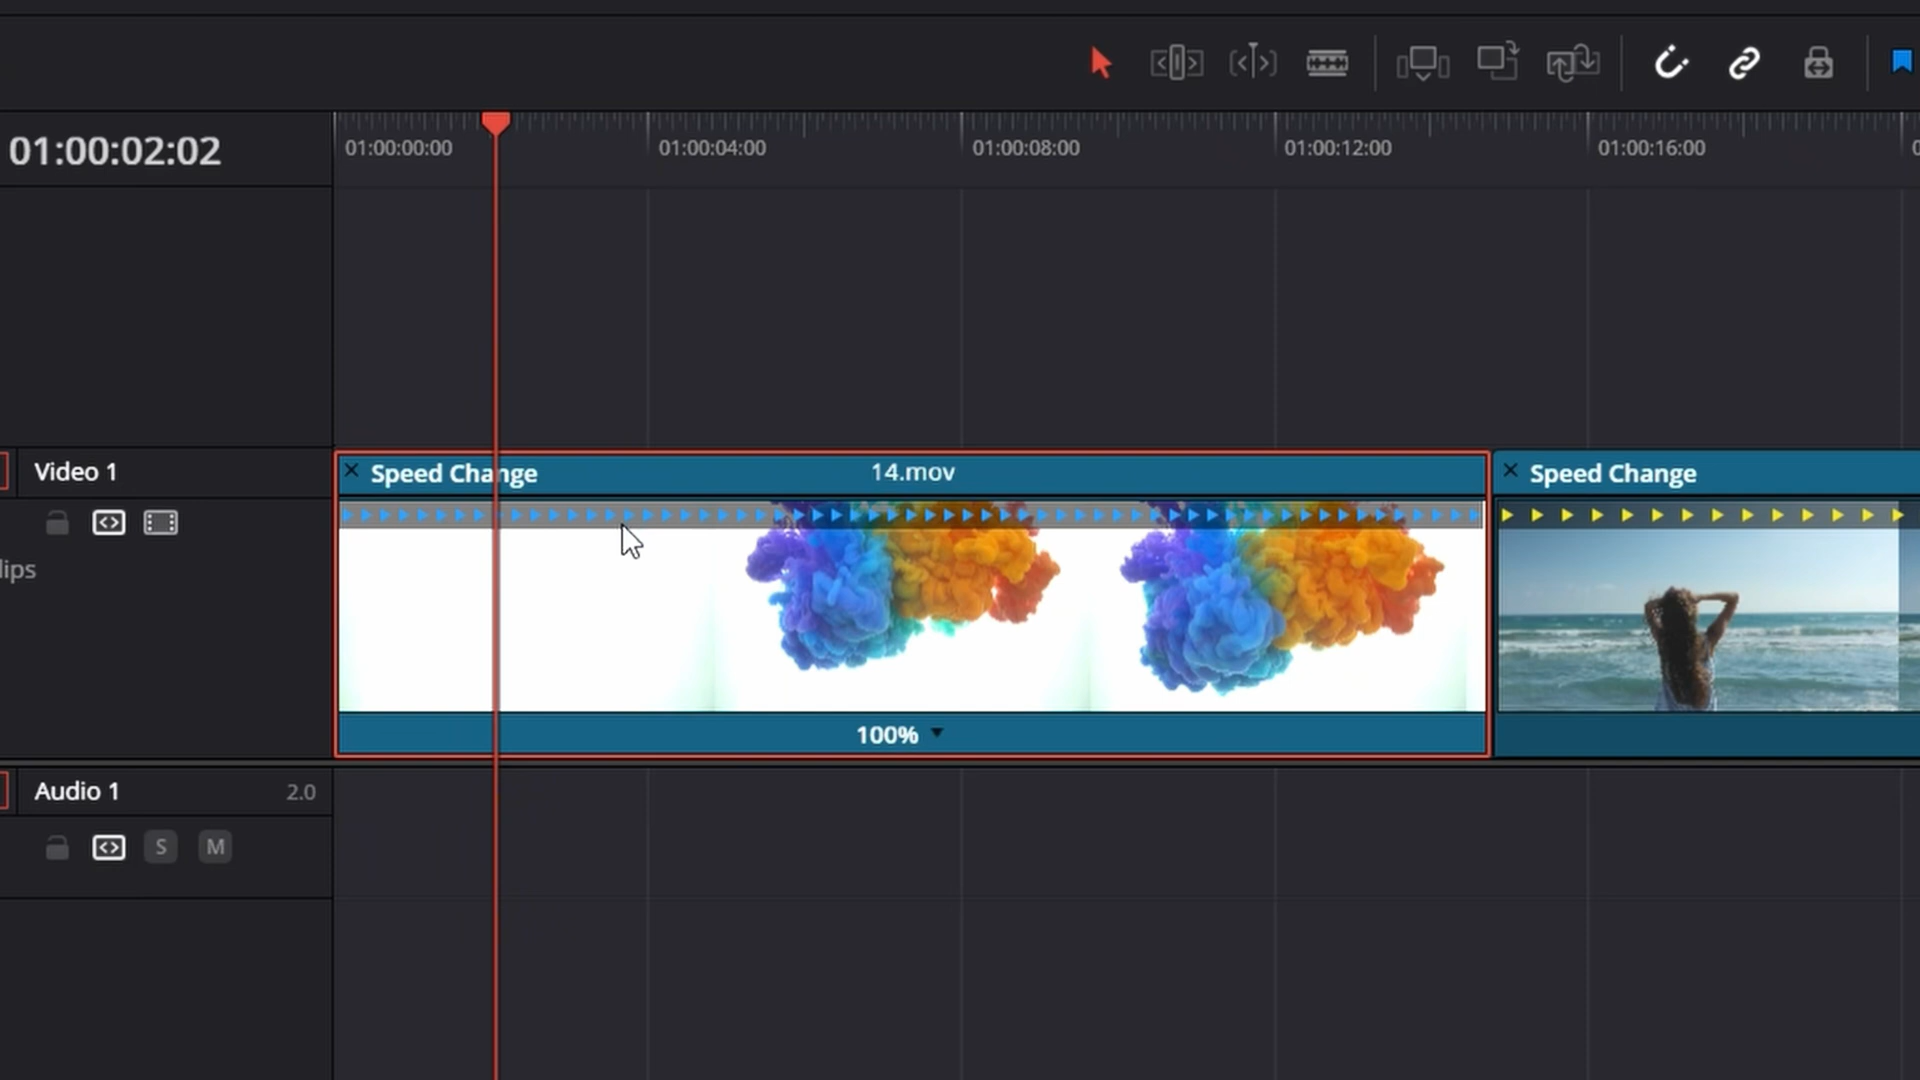 01:00:02:02
01:00:00:00
01:00:04:00
01:00:08:00
01:00:12:00
01:00:16:00
0
Video 1
Speed Change
14.mov
Speed Change
lips
100%
Audio 1
2.0
S
M